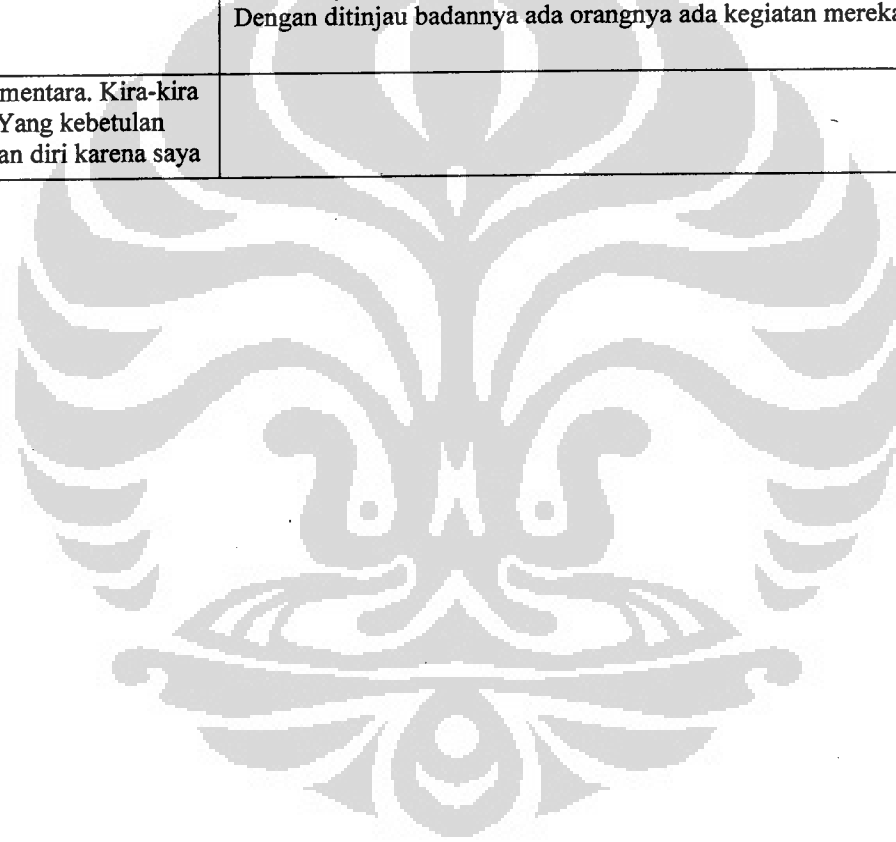 Dengan ditinjau badannya ada orangnya ada kegiatan mereka
mentara. Kira-kira
Yang kebetulan
an diri karena saya